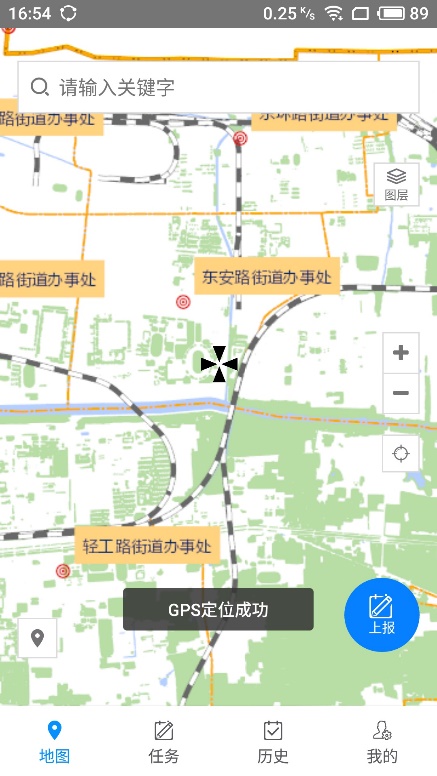 16:54
0.25 K/s
89
请输入关键字
路街道办事处
东环路街道办事处
图层
路街道办事处
东安路街道办事处
轻工路街道办事处
GPS定位成功
上报
地图
任务
历史
我的